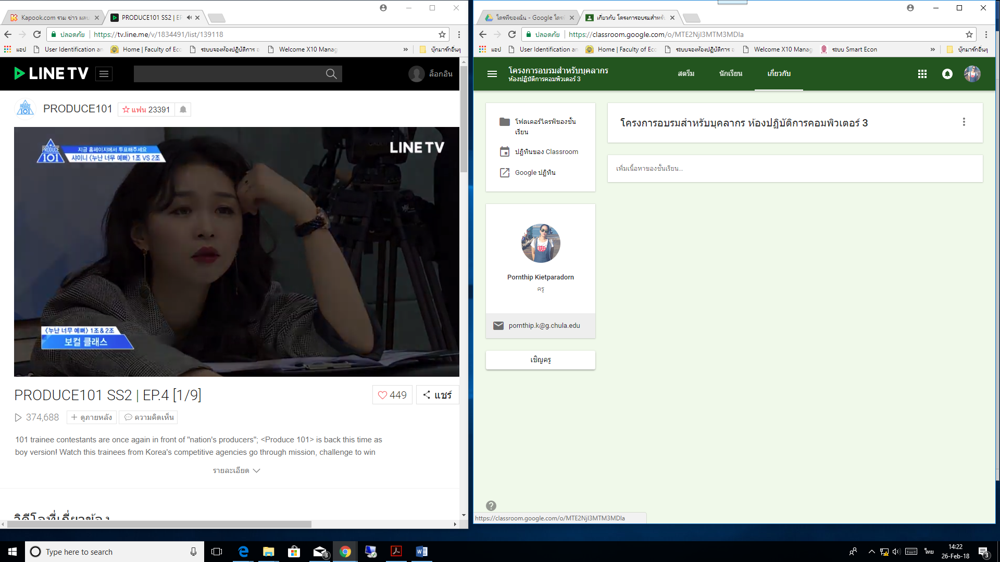 Kapook.com รวม ข่าว ผลบ
PRODUCE101 SS2 | EP
ปลอดภัย
https://tv.line.me/v/1834491/list/139118
แอป
User Identification an
Home | Faculty of Eco
ระบบจองห้องปฏิบัติการ
Welcome X10 Manag
»
บุ๊กมาร์กอื่นๆ
LINE TV
ล็อกอิน
PRODUCE101
แฟน 23391
PRODUCE
101
지금 홈페이지에서 투표해주세요
샤이니 <누난 너무 예뻐> 1조 VS 2조
LINE TV
<누난 너무 예뻐> 1조 & 2조
보컬 클래스
PRODUCE101 SS2 | EP.4 [1/9]
449
แชร์
374,688
+ ดูภายหลัง
ความคิดเห็น
101 trainee contestants are once again in front of "nation's producers"; <Produce 101> is back this time as
boy version! Watch this trainees from Korea's competitive agencies go through mission, challenge to win
รายละเอียด
วิดีโอที่เกี่ยวข้อง
ไดรฟ์ของฉัน - Google ไดรฟ์
เกี่ยวกับ โครงการอบรมสำหรับ
ปลอดภัย
https://classroom.google.com/o/MTE2NjI3MTM3MDla
แอป
User Identification an
Home | Faculty of Eco
ระบบจองห้องปฏิบัติการ
Welcome X10 Manag
ระบบ Smart Econ
»
บุ๊กมาร์กอื่นๆ
โครงการอบรมสำหรับบุคลากร
ห้องปฏิบัติการคอมพิวเตอร์ 3
สตรีม
นักเรียน
เกี่ยวกับ
โฟลเดอร์ไดรฟ์ของชั้น
เรียน
ปฏิทินของ Classroom
Google ปฏิทิน
โครงการอบรมสำหรับบุคลากร ห้องปฏิบัติการคอมพิวเตอร์ 3
เพิ่มเนื้อหาของชั้นเรียน...
Pornthip Kietparadorn
ครู
pornthip.k@g.chula.edu
เชิญครู
https://classroom.google.com/o/MTE2NjI3MTM3MDla
Type here to search
3
ไทย
14:22
26-Feb-18
3